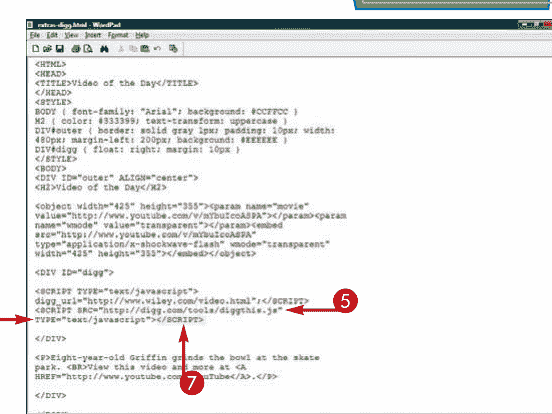 extras-digg.html - WordPad
File Edit View Insert Format Help
<HTML>
<HEAD>
<TITLE>Video of the Day</TITLE>
</HEAD>
<STYLE>
BODY { font-family: "Arial"; background: #CCFFCC }
H2 { color: #333399; text-transform: uppercase }
DIV#outer { border: solid gray 1px; padding: 10px; width:
480px; margin-left: 200px; background: #EEEEEE }
DIV#digg { float: right; margin: 10px }
</STYLE>
<BODY>
<DIV ID="outer" ALIGN="center">
<H2>Video of the Day</H2>
<object width="425" height="355"><param name="movie"
value="http://www.youtube.com/v/mYbuIcoA8PA"></param><param
name="wmode" value="transparent"></param><embed
src="http://www.youtube.com/v/mYbuIcoA8PA"
type="application/x-shockwave-flash" wmode="transparent"
width="425" height="355"></embed></object>
<DIV ID="digg">
<SCRIPT TYPE="text/javascript">
digg_url="http://www.wiley.com/video.html";</SCRIPT>
<SCRIPT SRC="http://digg.com/tools/diggthis.js" 5
TYPE="text/javascript"></SCRIPT>
</DIV>
7
<P>Eight-year-old Griffin grinds the bowl at the skate
park. <BR>View this video and more at <A
HREF="http://www.youtube.com/ uTube</A>.</P>
</DIV>